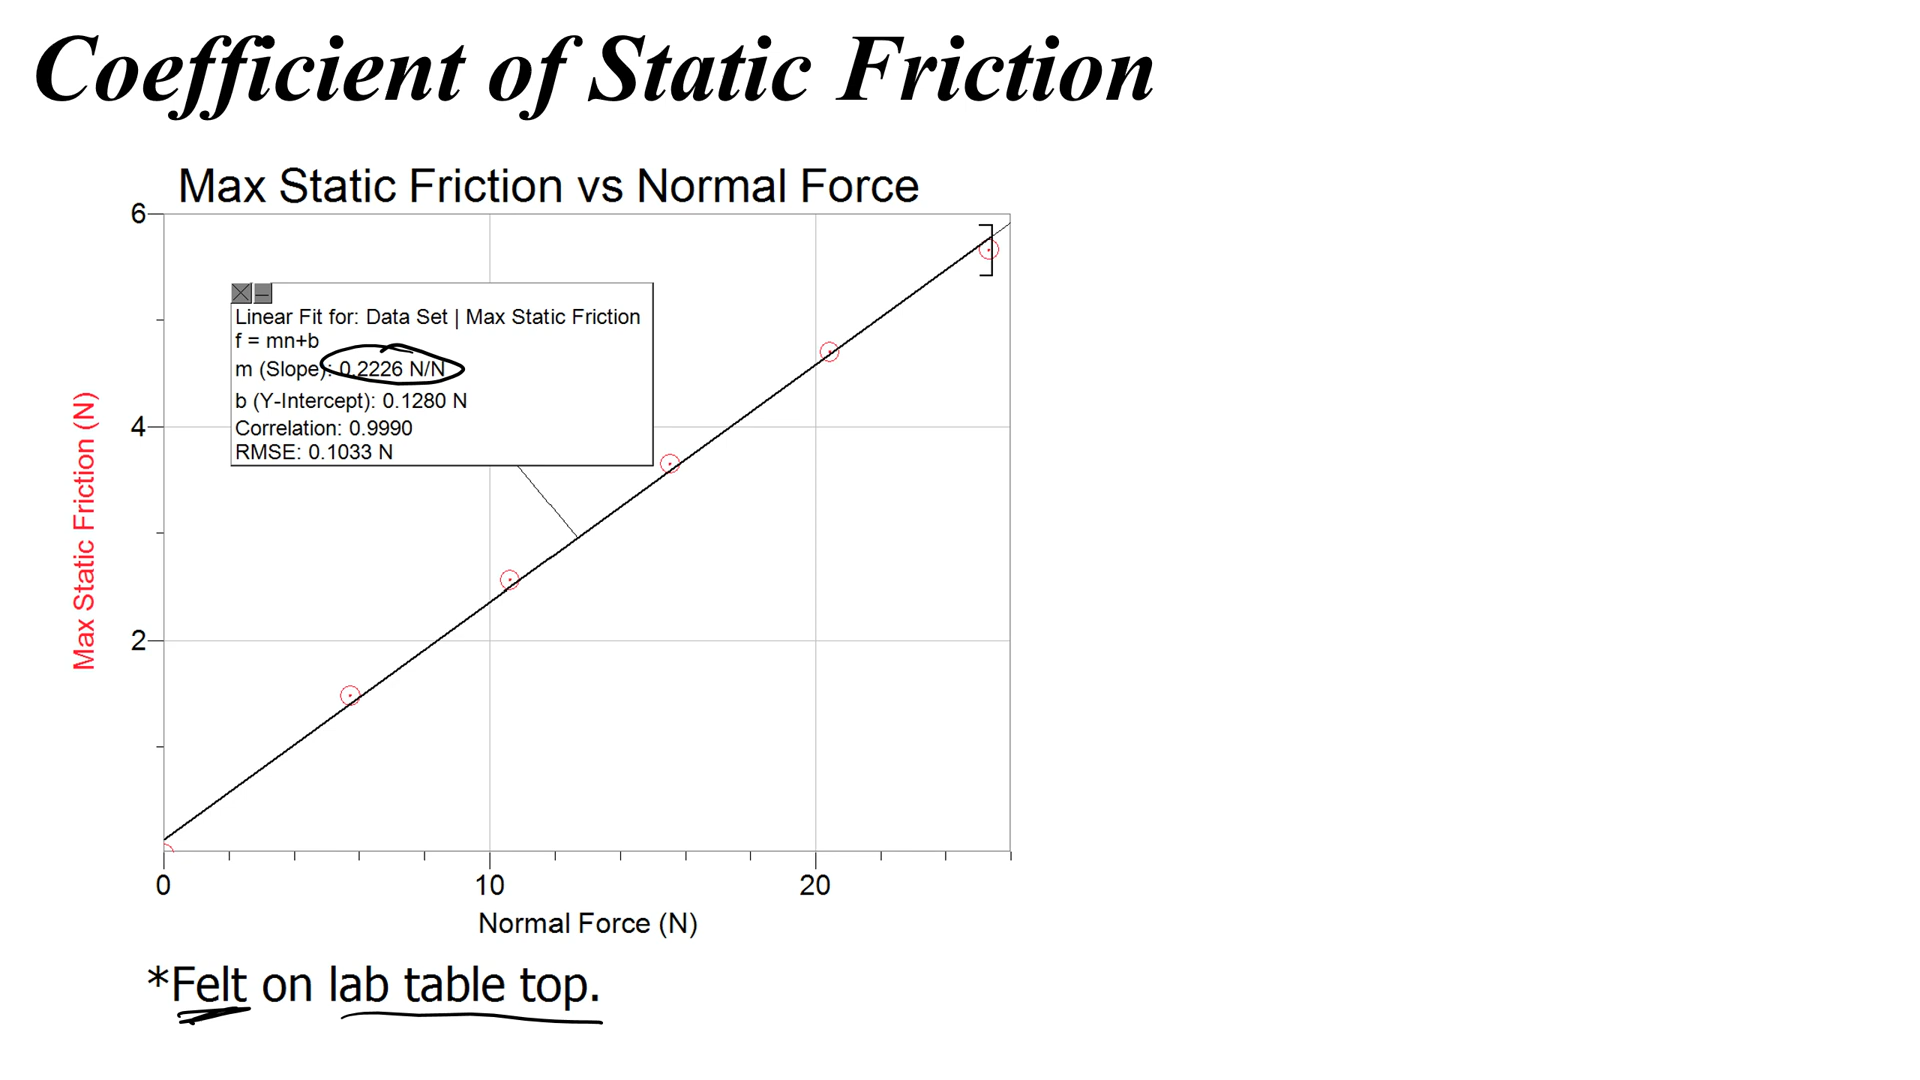 Coefficient of Static Friction
Max Static Friction vs Normal Force
6
4
2
Max Static Friction (N)
Linear Fit for: Data Set | Max Static Friction
f = mn+b
m (Slope): 0.2226 N/N
b (Y-Intercept): 0.1280 N
Correlation: 0.9990
RMSE: 0.1033 N
0 10 20
Normal Force (N)
*Felt on lab table top.